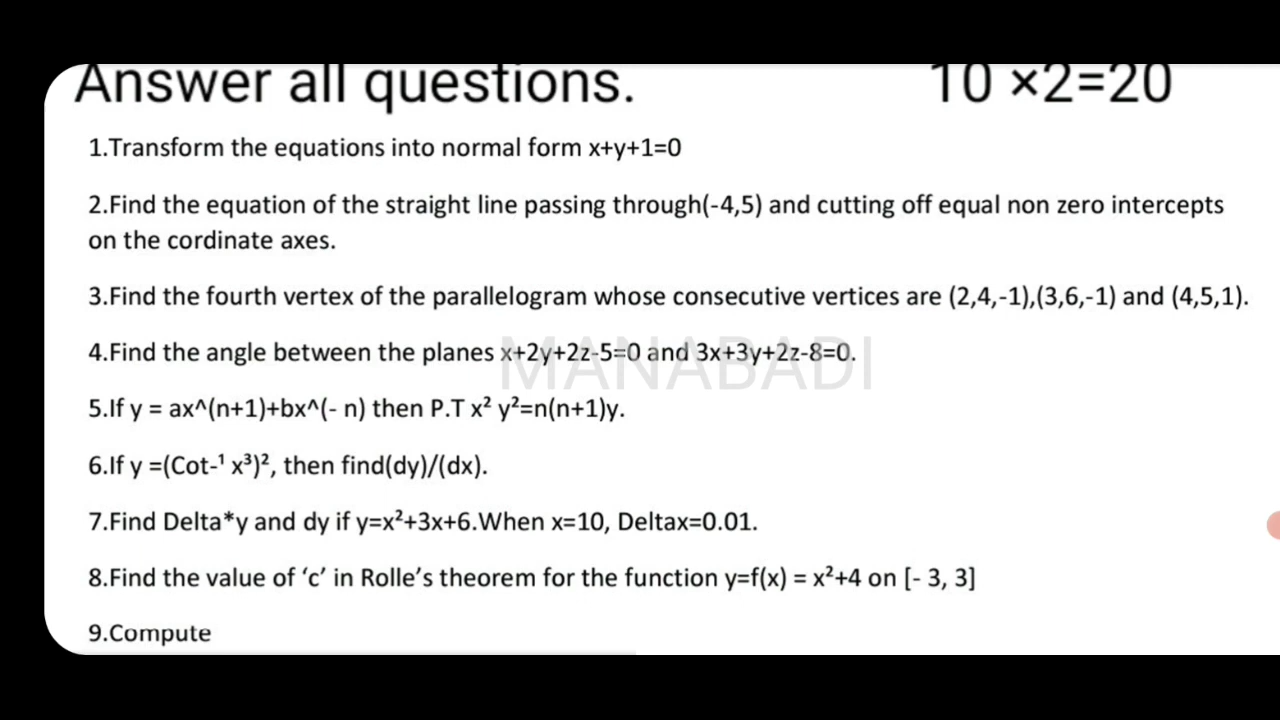 Answer all questions. 10 ×2=20
1.Transform the equations into normal form x+y+1=0
2.Find the equation of the straight line passing through(-4,5) and cutting off equal non zero intercepts
on the cordinate axes.
3.Find the fourth vertex of the parallelogram whose consecutive vertices are (2,4,-1),(3,6,-1) and (4,5,1).
4.Find the angle between the planes x+2y+2z-5=0 and 3x+3y+2z-8=0.
MANABADI
5.If y = ax^(n+1)+bx^(- n) then P.T x² y²=n(n+1)y.
6.If y =(Cot-¹ x³)², then find(dy)/(dx).
7.Find Delta*y and dy if y=x²+3x+6.When x=10, Deltax=0.01.
8.Find the value of ‘c’ in Rolle’s theorem for the function y=f(x) = x²+4 on [- 3, 3]
9.Compute